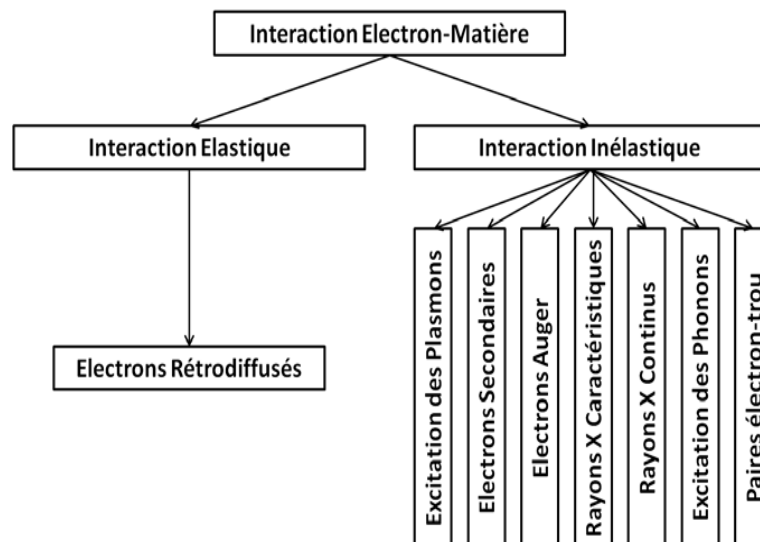 Interaction Electron-Matière
Interaction Elastique
Interaction Inélastique
Electrons Rétrodiffusés
Excitation des Plasmons
Electrons Secondaires
Electrons Auger
Rayons X Caractéristiques
Rayons X Continus
Excitation des Phonons
Paires électron-trou